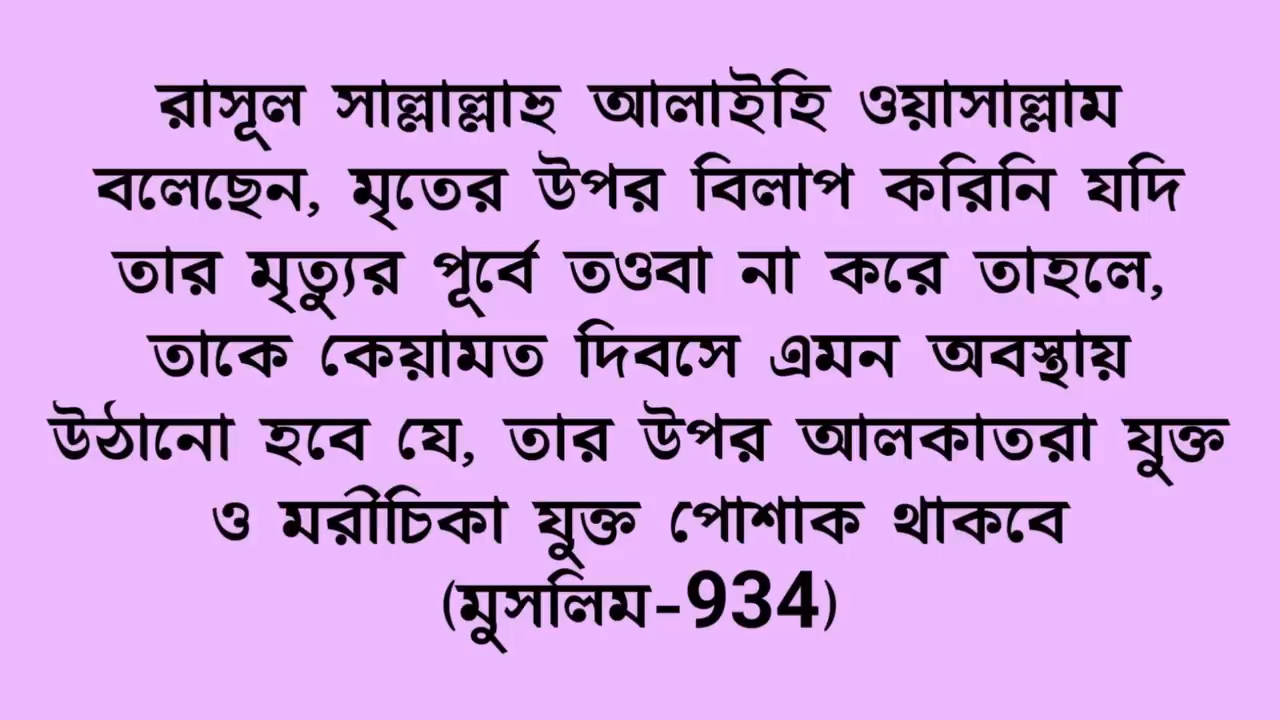 রাসূল সাল্লাল্লাহু আলাইহি ওয়াসাল্লাম
বলেছেন, মৃতের উপর বিলাপ করিনি যদি
তার মৃত্যুর পূর্বে তওবা না করে তাহলে,
তাকে কেয়ামত দিবসে এমন অবস্থায়
উঠানো হবে যে, তার উপর আলকাতরা যুক্ত
ও মরীচিকা যুক্ত পোশাক থাকবে
(মুসলিম-934)